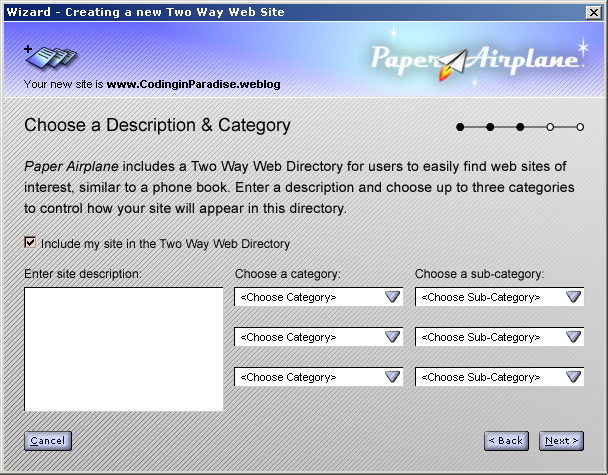 Wizard - Creating a new Two Way Web Site
Paper Airplane
Your new site is www.CodinginParadise.weblog
Choose a Description & Category
Paper Airplane includes a Two Way Web Directory for users to easily find web sites of
interest, similar to a phone book. Enter a description and choose up to three categories
to control how your site will appear in this directory.
Include my site in the Two Way Web Directory
Enter site description: Choose a category: Choose a sub-category:
<Choose Category> <Choose Sub-Category>
<Choose Category> <Choose Sub-Category>
<Choose Category> <Choose Sub-Category>
Cancel < Back Next >